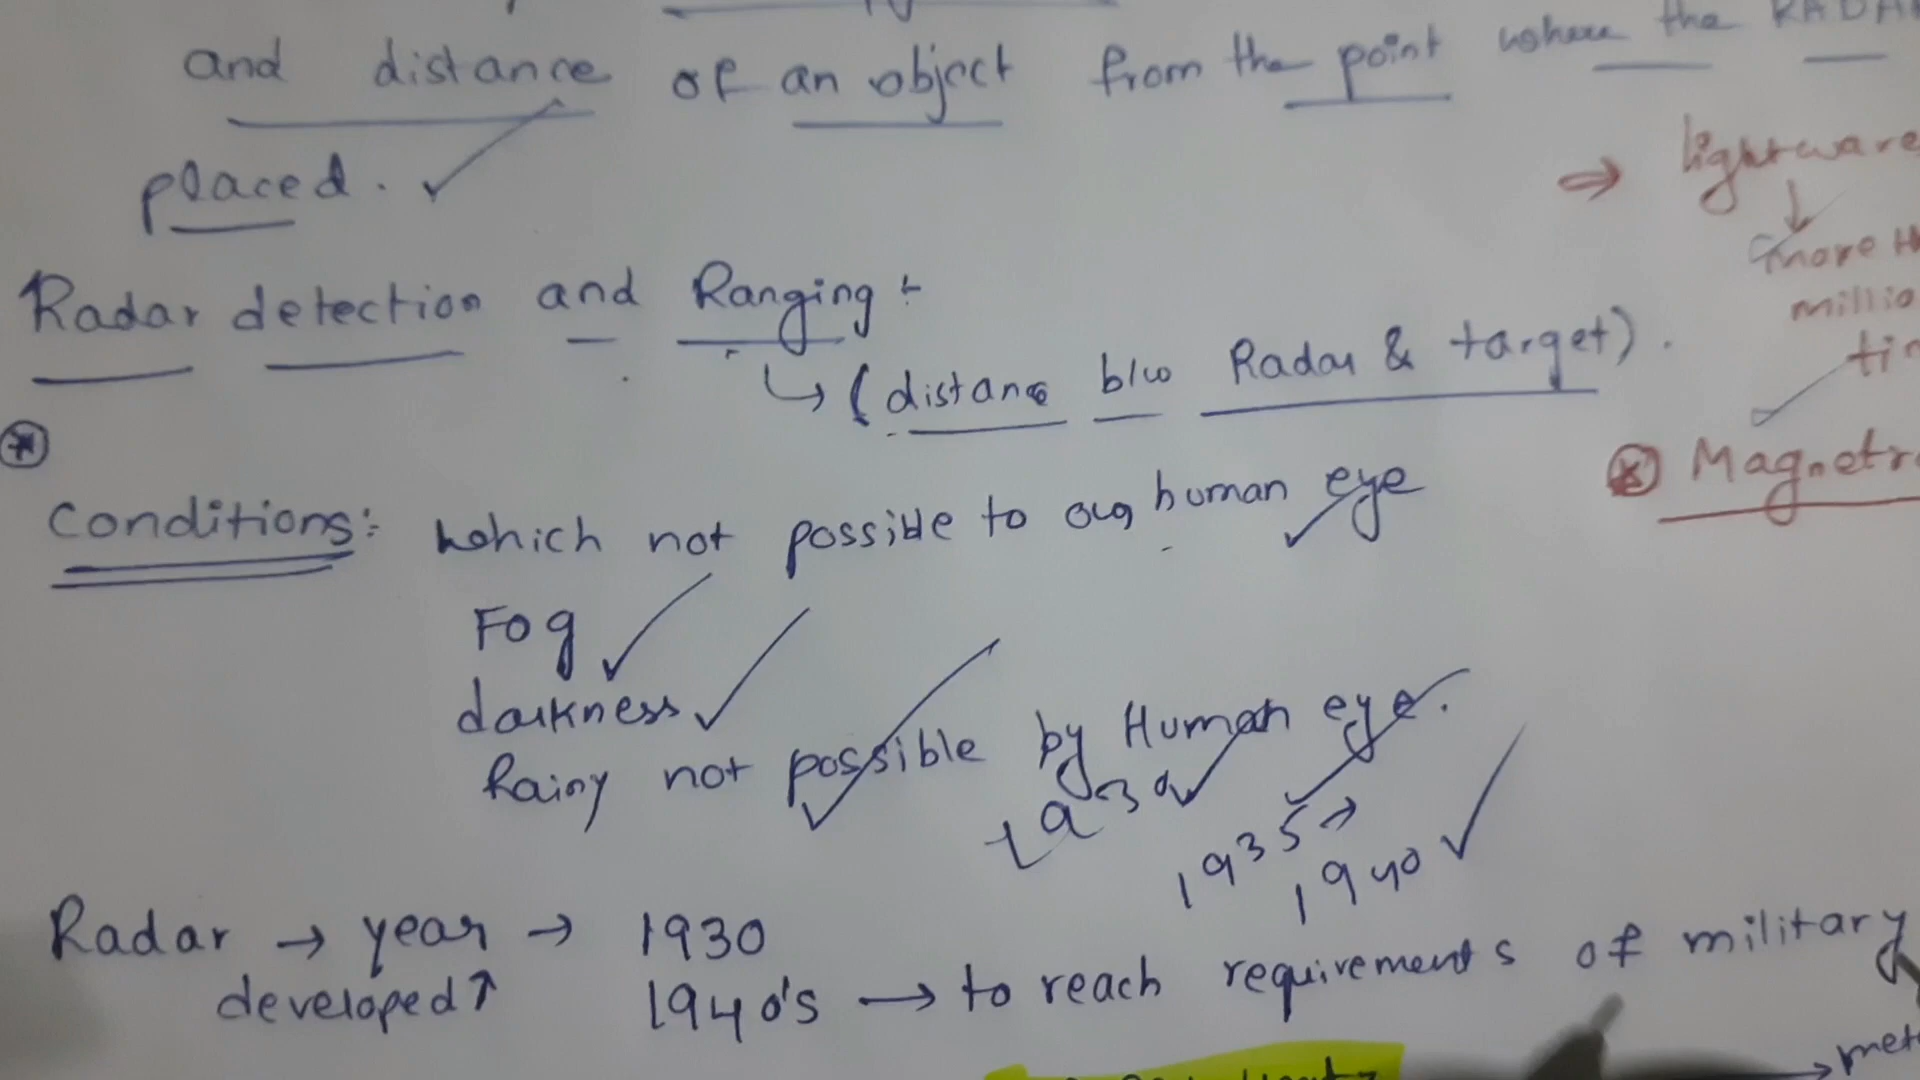 and distance of an object from the point where the RADA
placed.
⇒ lightwave
↓
more
millio
Radar detection and Ranging :-
↳ (distance b/w Radar & target).
* Magnetr
Conditions:- which not possible to our human eye
Fog
darkness
Rainy not possible by Human eye.
1930
1935 →
1940
Radar → year → 1930
developed ↑ 1940's → to reach requirements of military
→ met